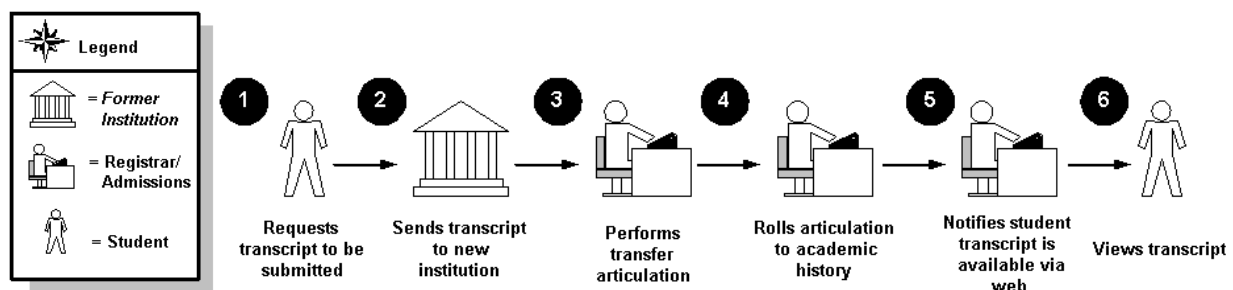 Legend
= Former
Institution
= Registrar/
Admissions
= Student
1
2
3
4
5
6
Requests
transcript to be
submitted
Sends transcript
to new
institution
Performs
transfer
articulation
Rolls articulation
to academic
history
Notifies student
transcript is
available via
web
Views transcript